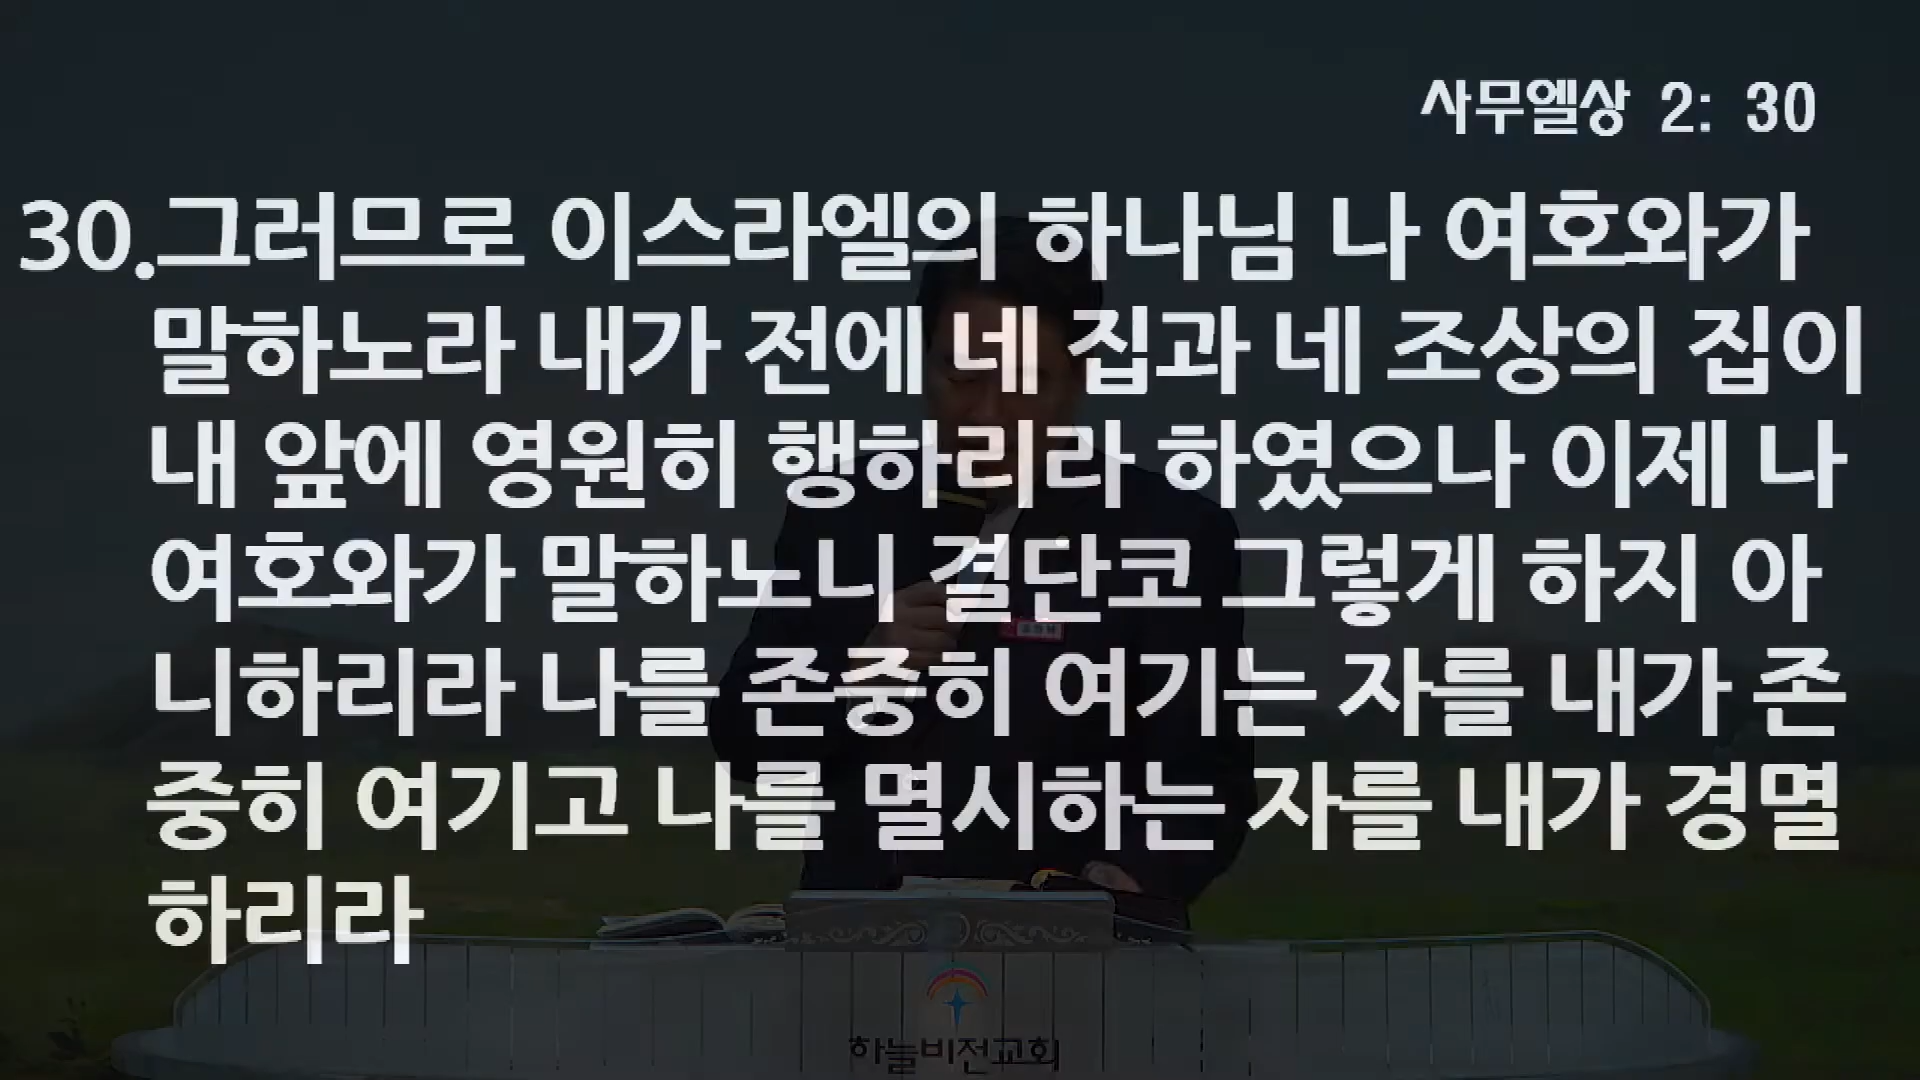 사무엘상 2: 30
30.그러므로 이스라엘의 하나님 나 여호와가
말하노라 내가 전에 네 집과 네 조상의 집이
내 앞에 영원히 행하리라 하였으나 이제 나
여호와가 말하노니 결단코 그렇게 하지 아
니하리라 나를 존중히 여기는 자를 내가 존
중히 여기고 나를 멸시하는 자를 내가 경멸
하리라
하늘비전교회